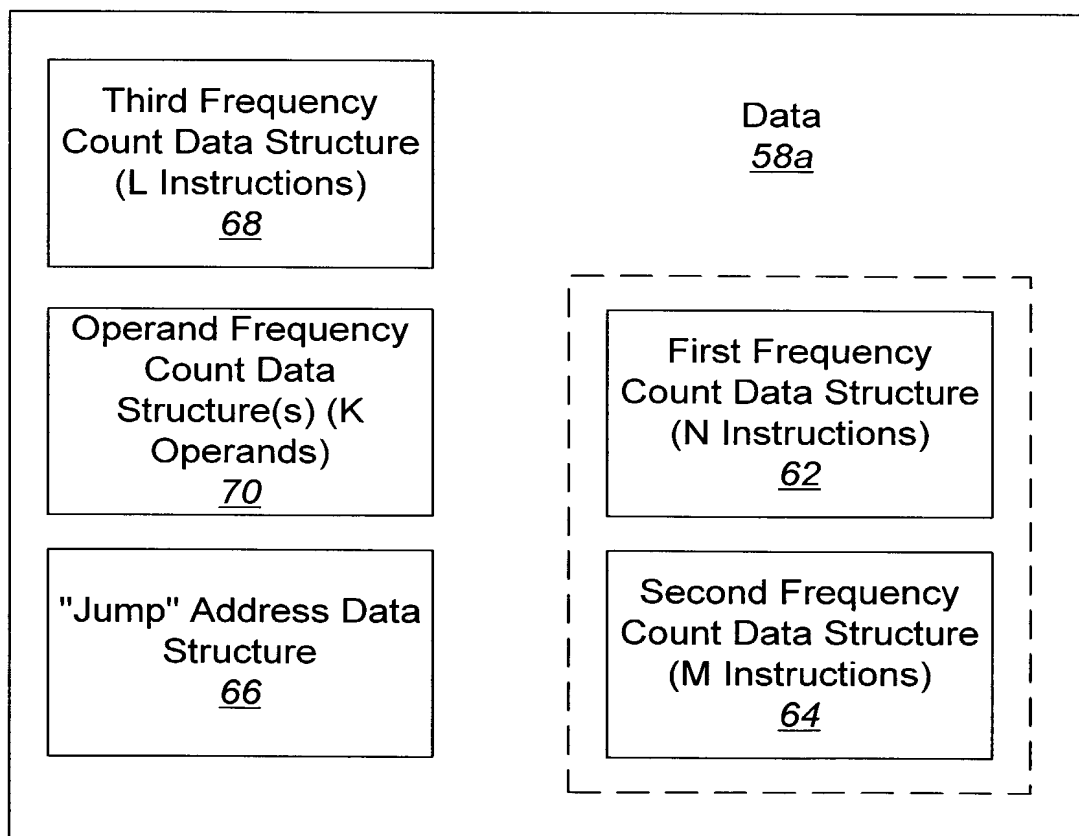 Third Frequency
Count Data Structure
(L Instructions)
68
Data
58a
Operand Frequency
Count Data
Structure(s) (K
Operands)
70
First Frequency
Count Data Structure
(N Instructions)
62
"Jump" Address Data
Structure
66
Second Frequency
Count Data Structure
(M Instructions)
64